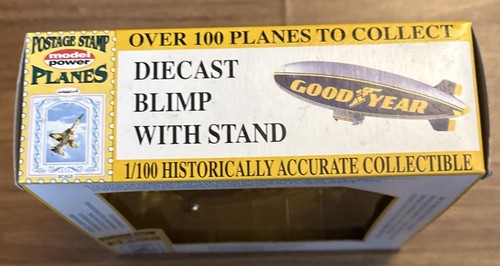 POSTAGE STAMP
model
power
PLANES
OVER 100 PLANES TO COLLECT
DIECAST
BLIMP
WITH STAND
GOODYEAR
1/100 HISTORICALLY ACCURATE COLLECTIBLE